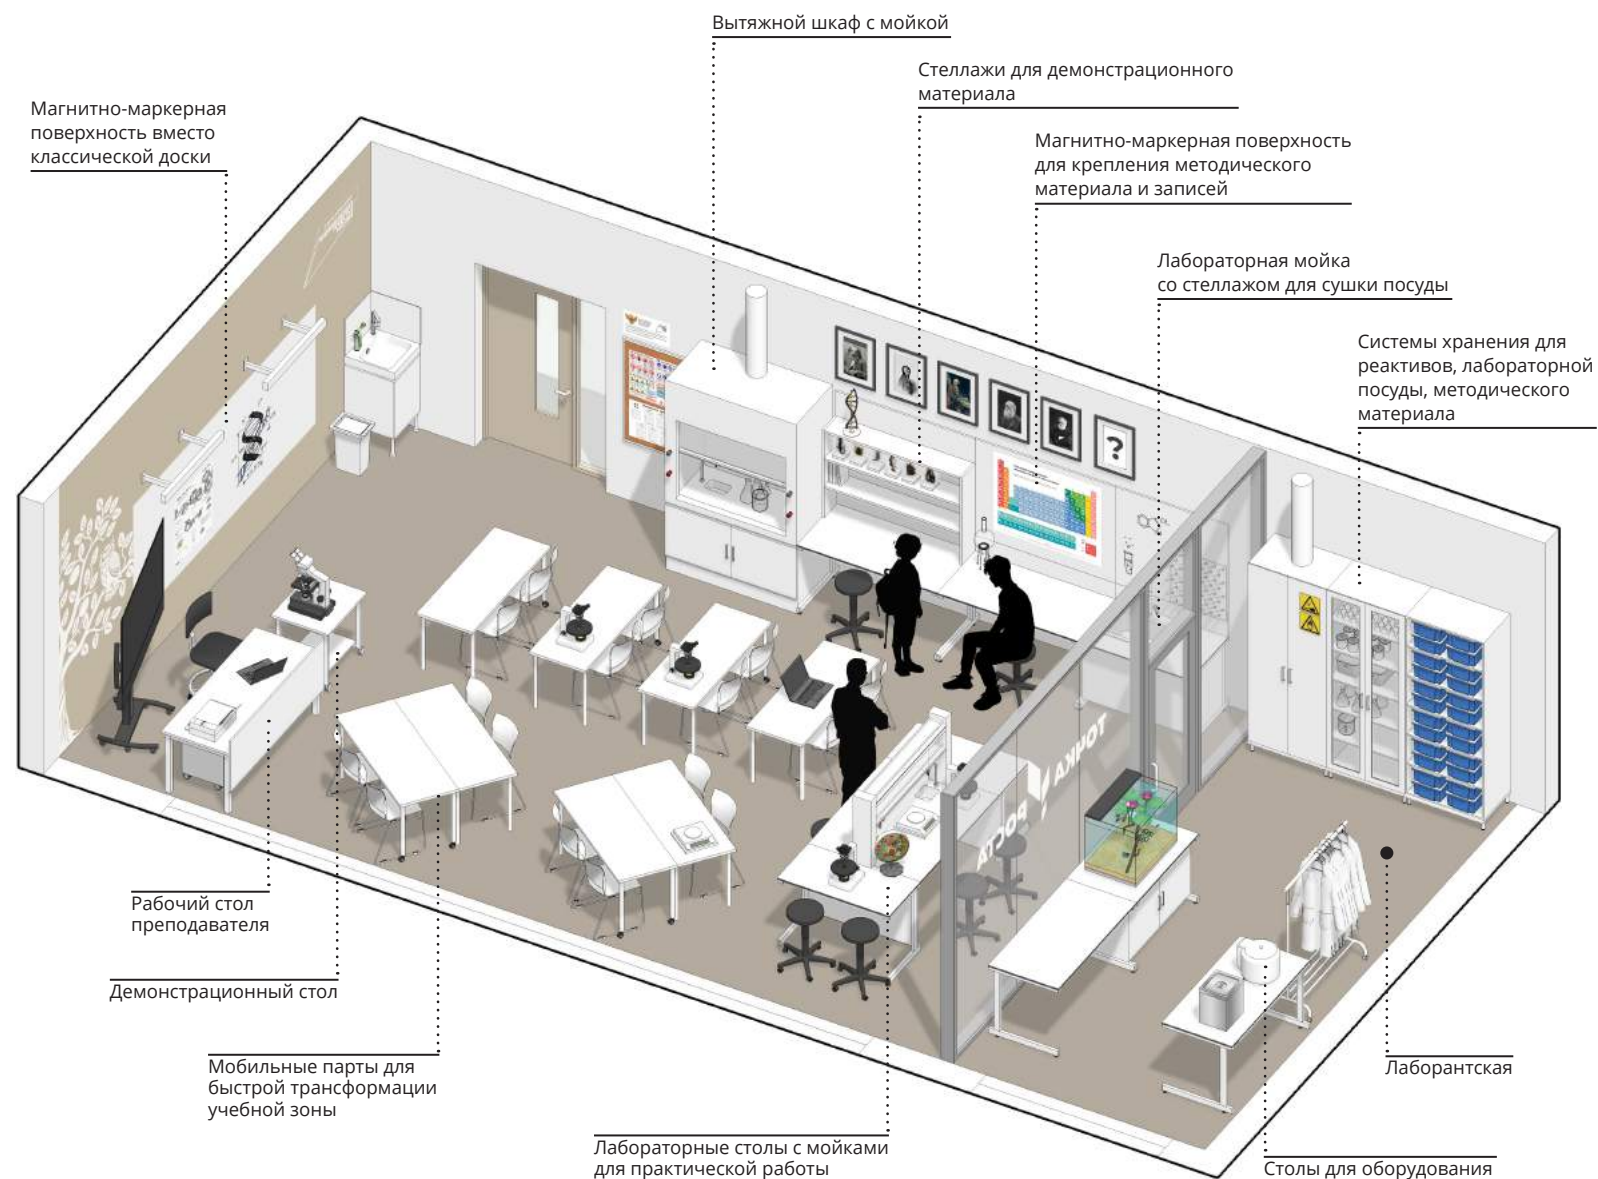 Вытяжной шкаф с мойкой
Стеллажи для демонстрационного
материала
Магнитно-маркерная
поверхность вместо
классической доски
Магнитно-маркерная поверхность
для крепления методического
материала и записей
Лабораторная мойка
со стеллажом для сушки посуды
Системы хранения для
реактивов, лабораторной
посуды, методического
материала
?
ТОЧКА
РОСТА
Рабочий стол
преподавателя
Демонстрационный стол
Мобильные парты для
быстрой трансформации
учебной зоны
Лабораторные столы с мойками
для практической работы
Лаборантская
Столы для оборудования